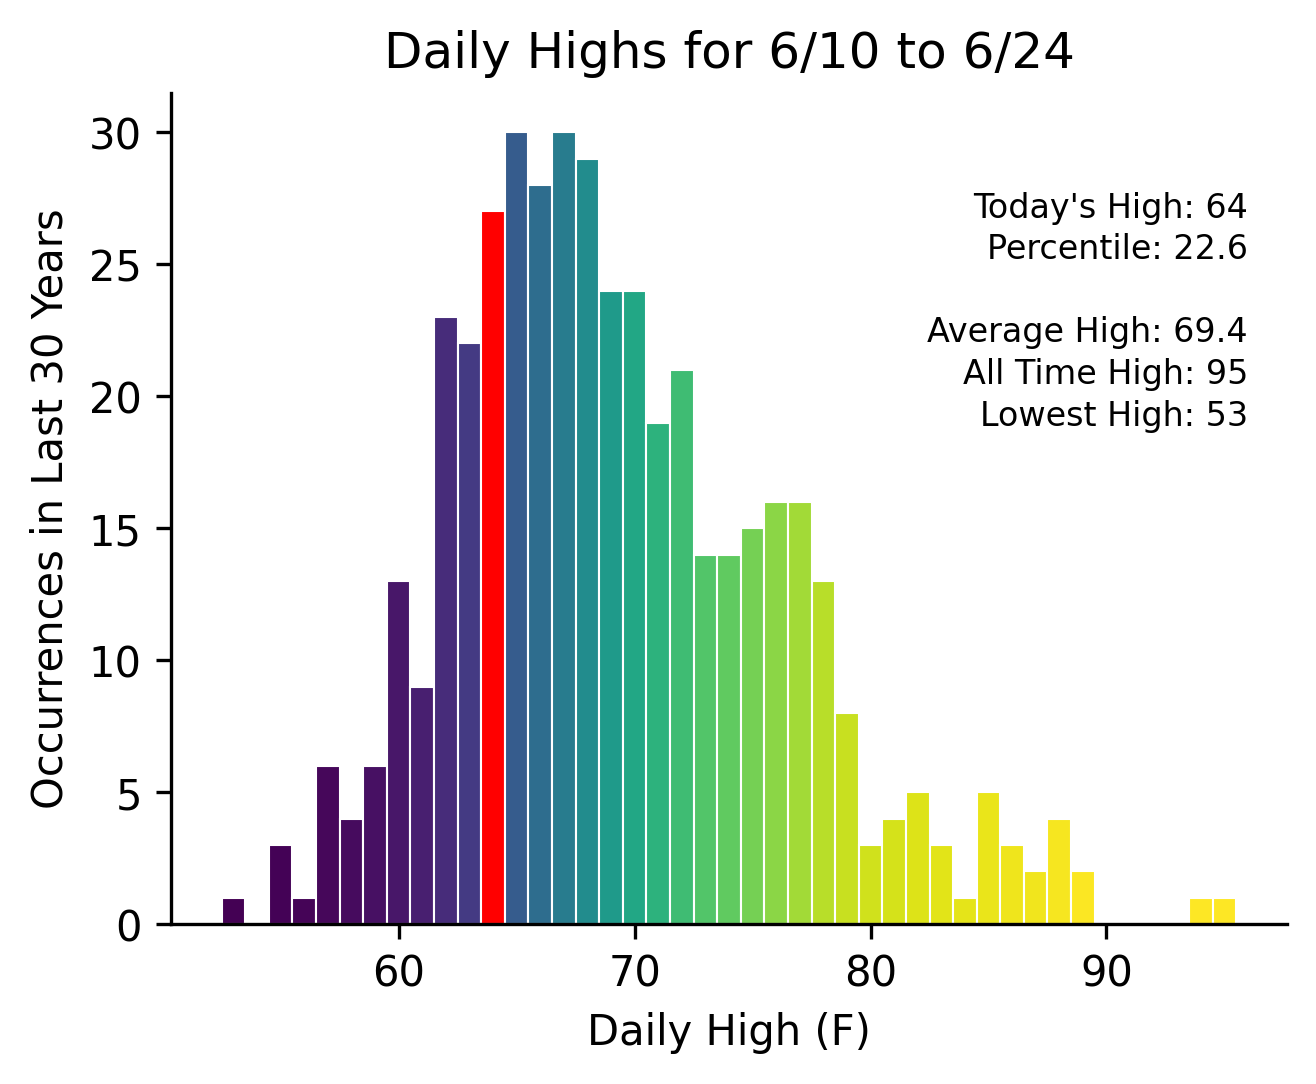 Daily Highs for 6/10 to 6/24
Occurrences in Last 30 Years
30
25
20
15
10
5
0
Today's High: 64
Percentile: 22.6
Average High: 69.4
All Time High: 95
Lowest High: 53
60 70 80 90
Daily High (F)